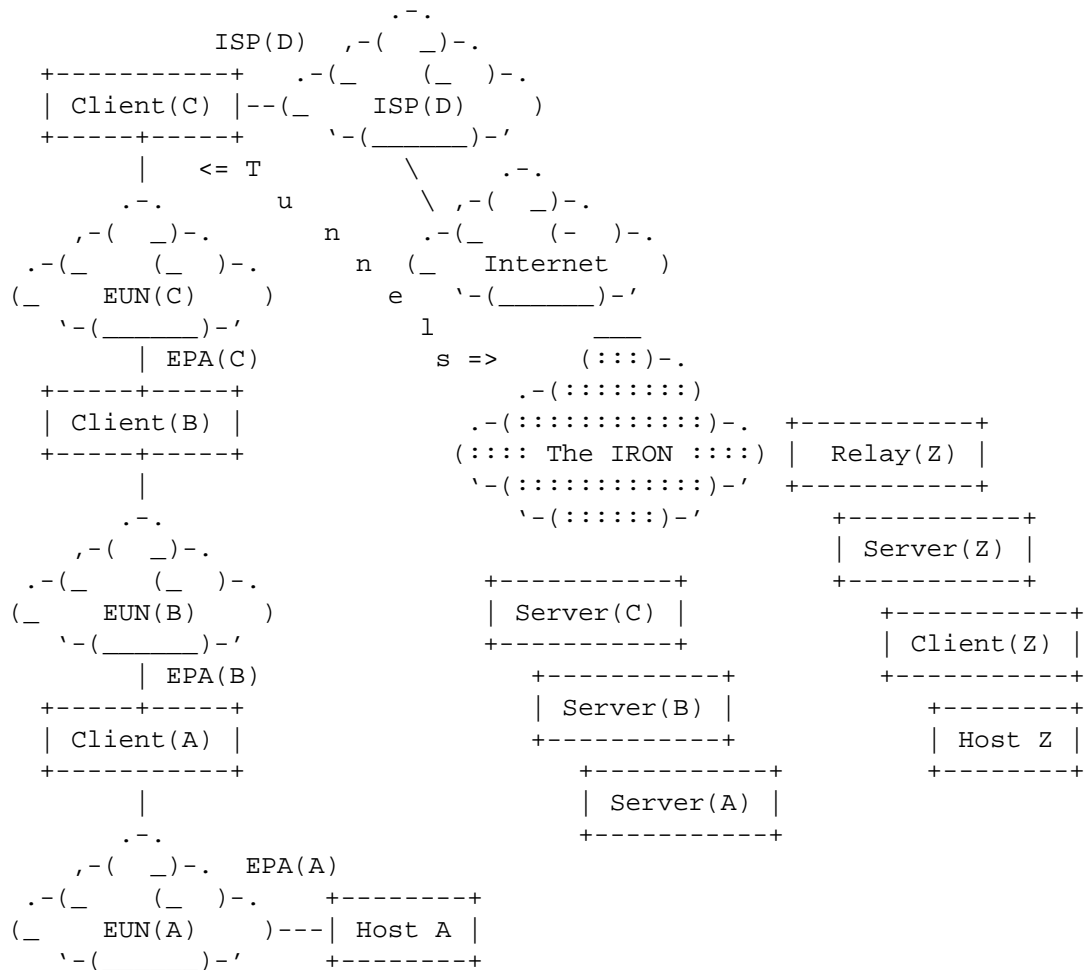 ISP(D)
Client(C) ISP(D)
<= T
u
n
n Internet
EUN(C) e
l
EPA(C) s =>
Client(B)
The IRON Relay(Z)
Server(Z)
EUN(B) Server(C)
Client(Z)
EPA(B)
Client(A) Server(B) Host Z
Server(A)
EPA(A)
EUN(A) Host A